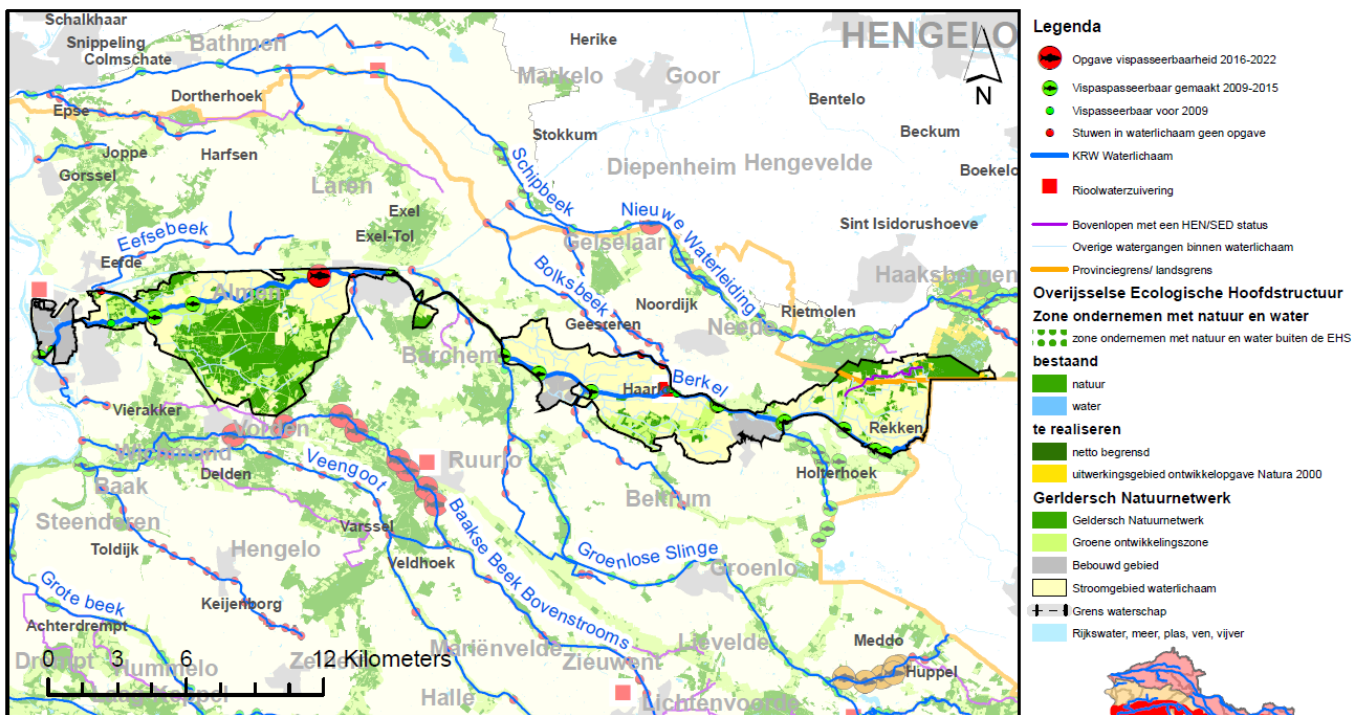 Schalkhaar
Snippeling
Colmschate
Bathmen
Herike
HENGELO
Markelo
Goor
N
Bentelo
Dortherhoek
Epse
Stokkum
Beckum
Joppe
Harfsen
Gorssel
Diepenheim
Hengevelde
Boekelo
Laren
Schipbeek
Exel
Exel-Tol
Nieuwe Waterleiding
Sint Isidorushoeve
Eefsebeek
Gelselaar
Eefde
Haaksbergen
Almen
Bolksbeek
Noordijk
Rietmolen
Geesteren
Neede
Barchem
Haarlo
Berkel
Vierakker
Rekken
Vorden
Wichmond
Ruurlo
Holterhoek
Delden
Veengoot
Baak
Beltrum
Steenderen
Varssel
Baakse Beek Bovenstrooms
Toldijk
Hengelo
Veldhoek
Groenlose Slinge
Groenlo
Grote beek
Keijenborg
Achterdrempt
Mariënvelde
Lievelde
Meddo
Drempt
Hummelo
Zieuwent
Huppel
0 3 6 12 Kilometers
Halle
Lichtenvoorde
Legenda
Opgave vispasseerbaarheid 2016-2022
Vispaspasseerbaar gemaakt 2009-2015
Vispasseerbaar voor 2009
Stuwen in waterlichaam geen opgave
KRW Waterlichaam
Rioolwaterzuivering
Bovenlopen met een HEN/SED status
Overige watergangen binnen waterlichaam
Provinciegrens/ landsgrens
Overijsselse Ecologische Hoofdstructuur
Zone ondernemen met natuur en water
zone ondernemen met natuur en water buiten de EHS
bestaand
natuur
water
te realiseren
netto begrensd
uitwerkingsgebied ontwikkelopgave Natura 2000
Geldersch Natuurnetwerk
Geldersch Natuurnetwerk
Groene ontwikkelingszone
Bebouwd gebied
Stroomgebied waterlichaam
Grens waterschap
Rijkswater, meer, plas, ven, vijver